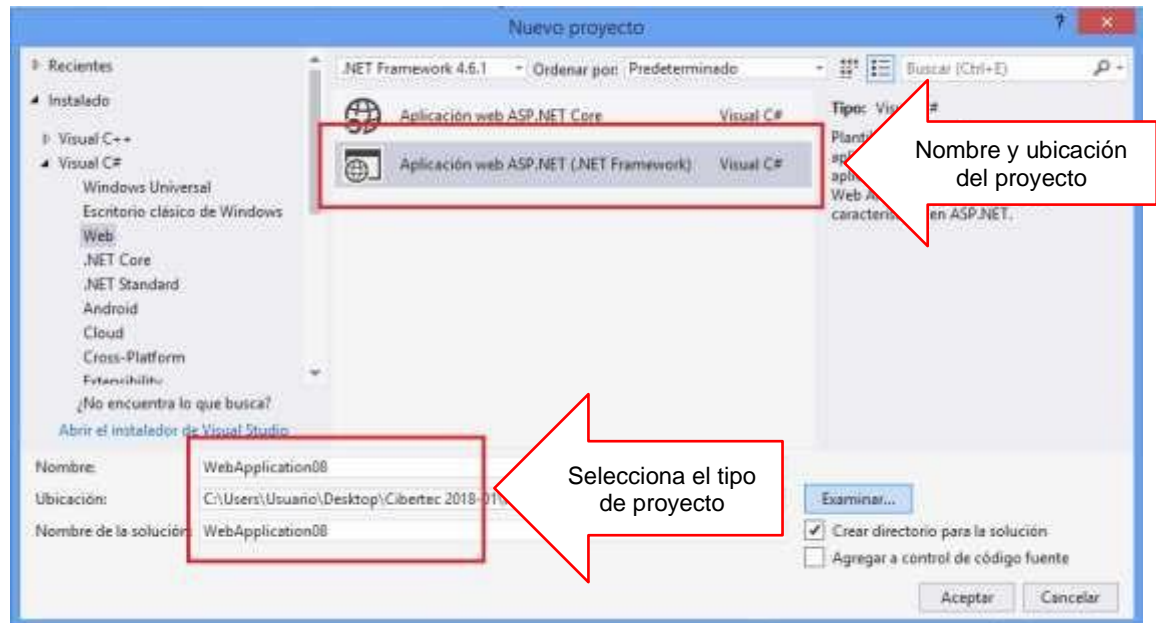 Nuevo proyecto
Recientes
Instalado
Visual C++
Visual C#
Windows Universal
Escritorio clásico de Windows
Web
.NET Core
.NET Standard
Android
Cloud
Cross-Platform
Extensibility
¿No encuentra lo que busca?
Abrir el instalador de Visual Studio
.NET Framework 4.6.1 Ordenar por: Predeterminado
Aplicación web ASP.NET Core Visual C#
Aplicación web ASP.NET (.NET Framework) Visual C#
Buscar (Ctrl+E)
Tipo: Visual C#
Web
en ASP.NET.
Nombre y ubicación
del proyecto
Selecciona el tipo
de proyecto
Nombre: WebApplication08
Ubicación: C:\Users\Usuario\Desktop\Cibertec 2018-01\
Nombre de la solución: WebApplication08
Examinar...
Crear directorio para la solución
Agregar a control de código fuente
Aceptar Cancelar